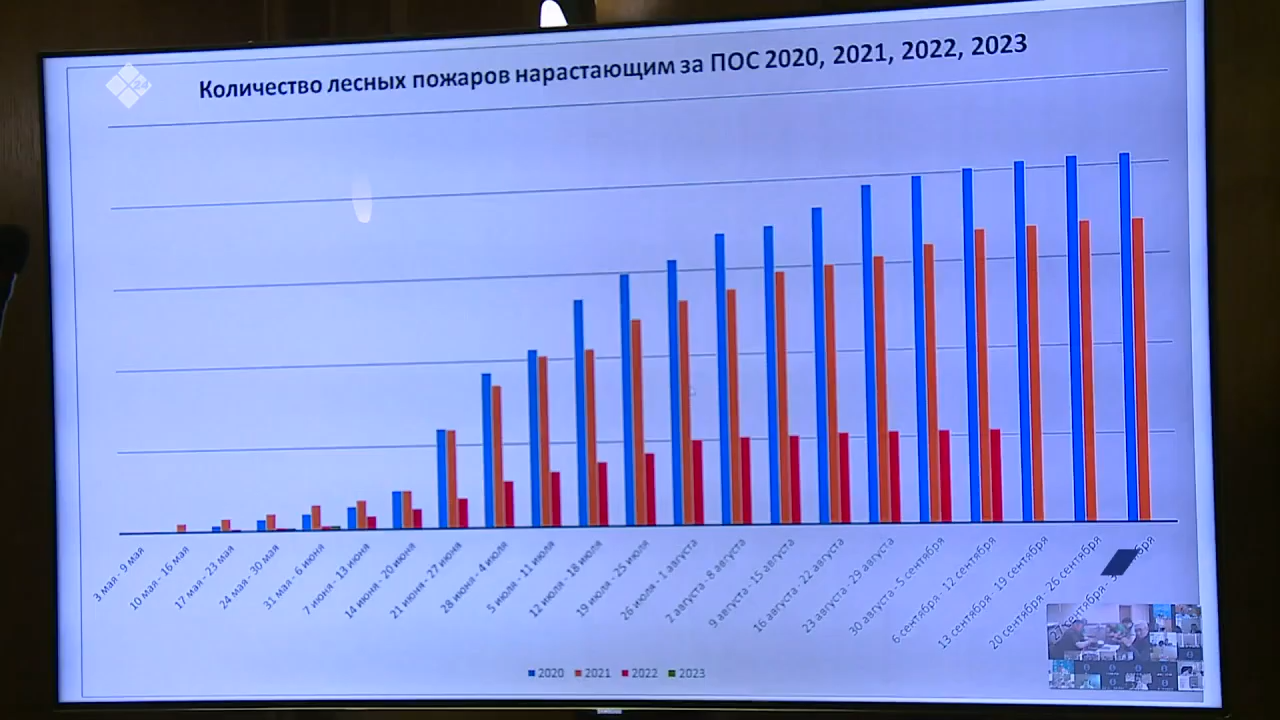 24
Количество лесных пожаров нарастающим за ПОС 2020, 2021, 2022, 2023
3 мая - 9 мая
10 мая - 16 мая
17 мая - 23 мая
24 мая - 30 мая
31 мая - 6 июня
7 июня - 13 июня
14 июня - 20 июня
21 июня - 27 июня
28 июня - 4 июля
5 июля - 11 июля
12 июля - 18 июля
19 июля - 25 июля
26 июля - 1 августа
2 августа - 8 августа
9 августа - 15 августа
16 августа - 22 августа
23 августа - 29 августа
30 августа - 5 сентября
6 сентября - 12 сентября
13 сентября - 19 сентября
20 сентября - 26 сентября
27 сентября -
2020 2021 2022 2023